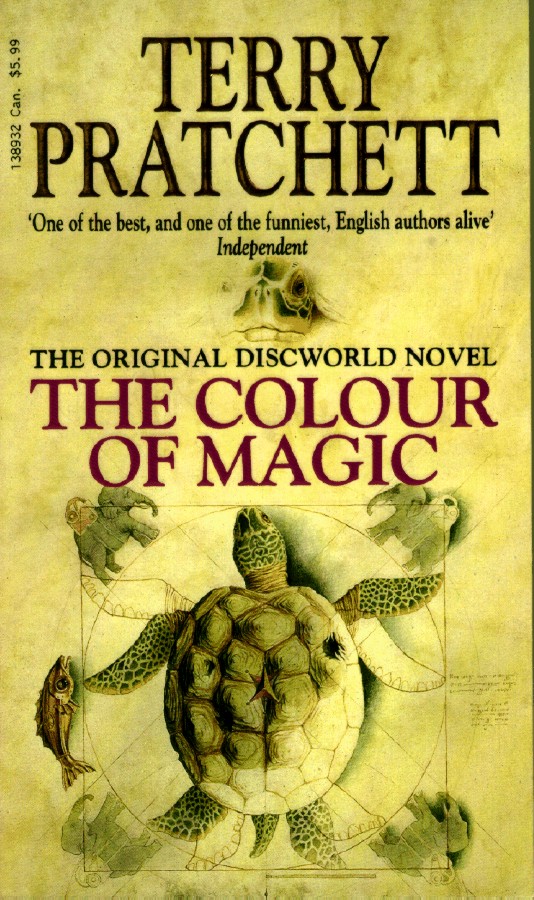 138932 Can. $5.99
TERRY
PRATCHETT
'One of the best, and one of the funniest, English authors alive'
Independent
THE ORIGINAL DISCWORLD NOVEL
THE COLOUR
OF MAGIC